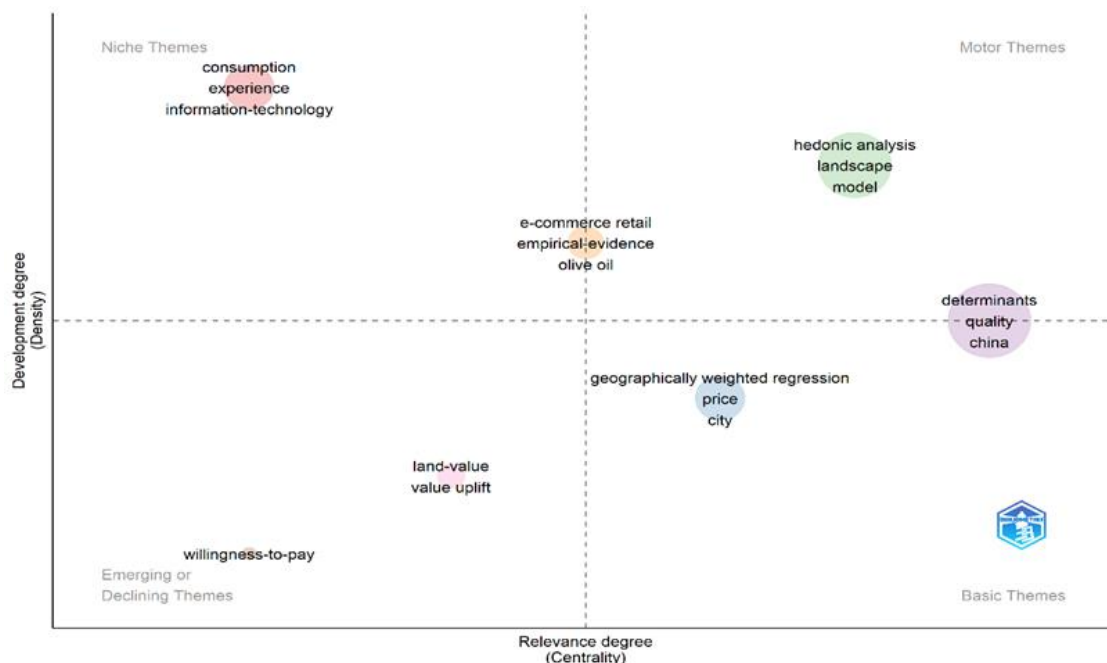 Niche Themes
Motor Themes
consumption
experience
information-technology
hedonic analysis
landscape
model
e-commerce retail
empirical-evidence
olive oil
determinants
quality
china
geographically weighted regression
price
city
land-value
value uplift
willingness-to-pay
Emerging or
Declining Themes
Basic Themes
Development degree
(Density)
Relevance degree
(Centrality)